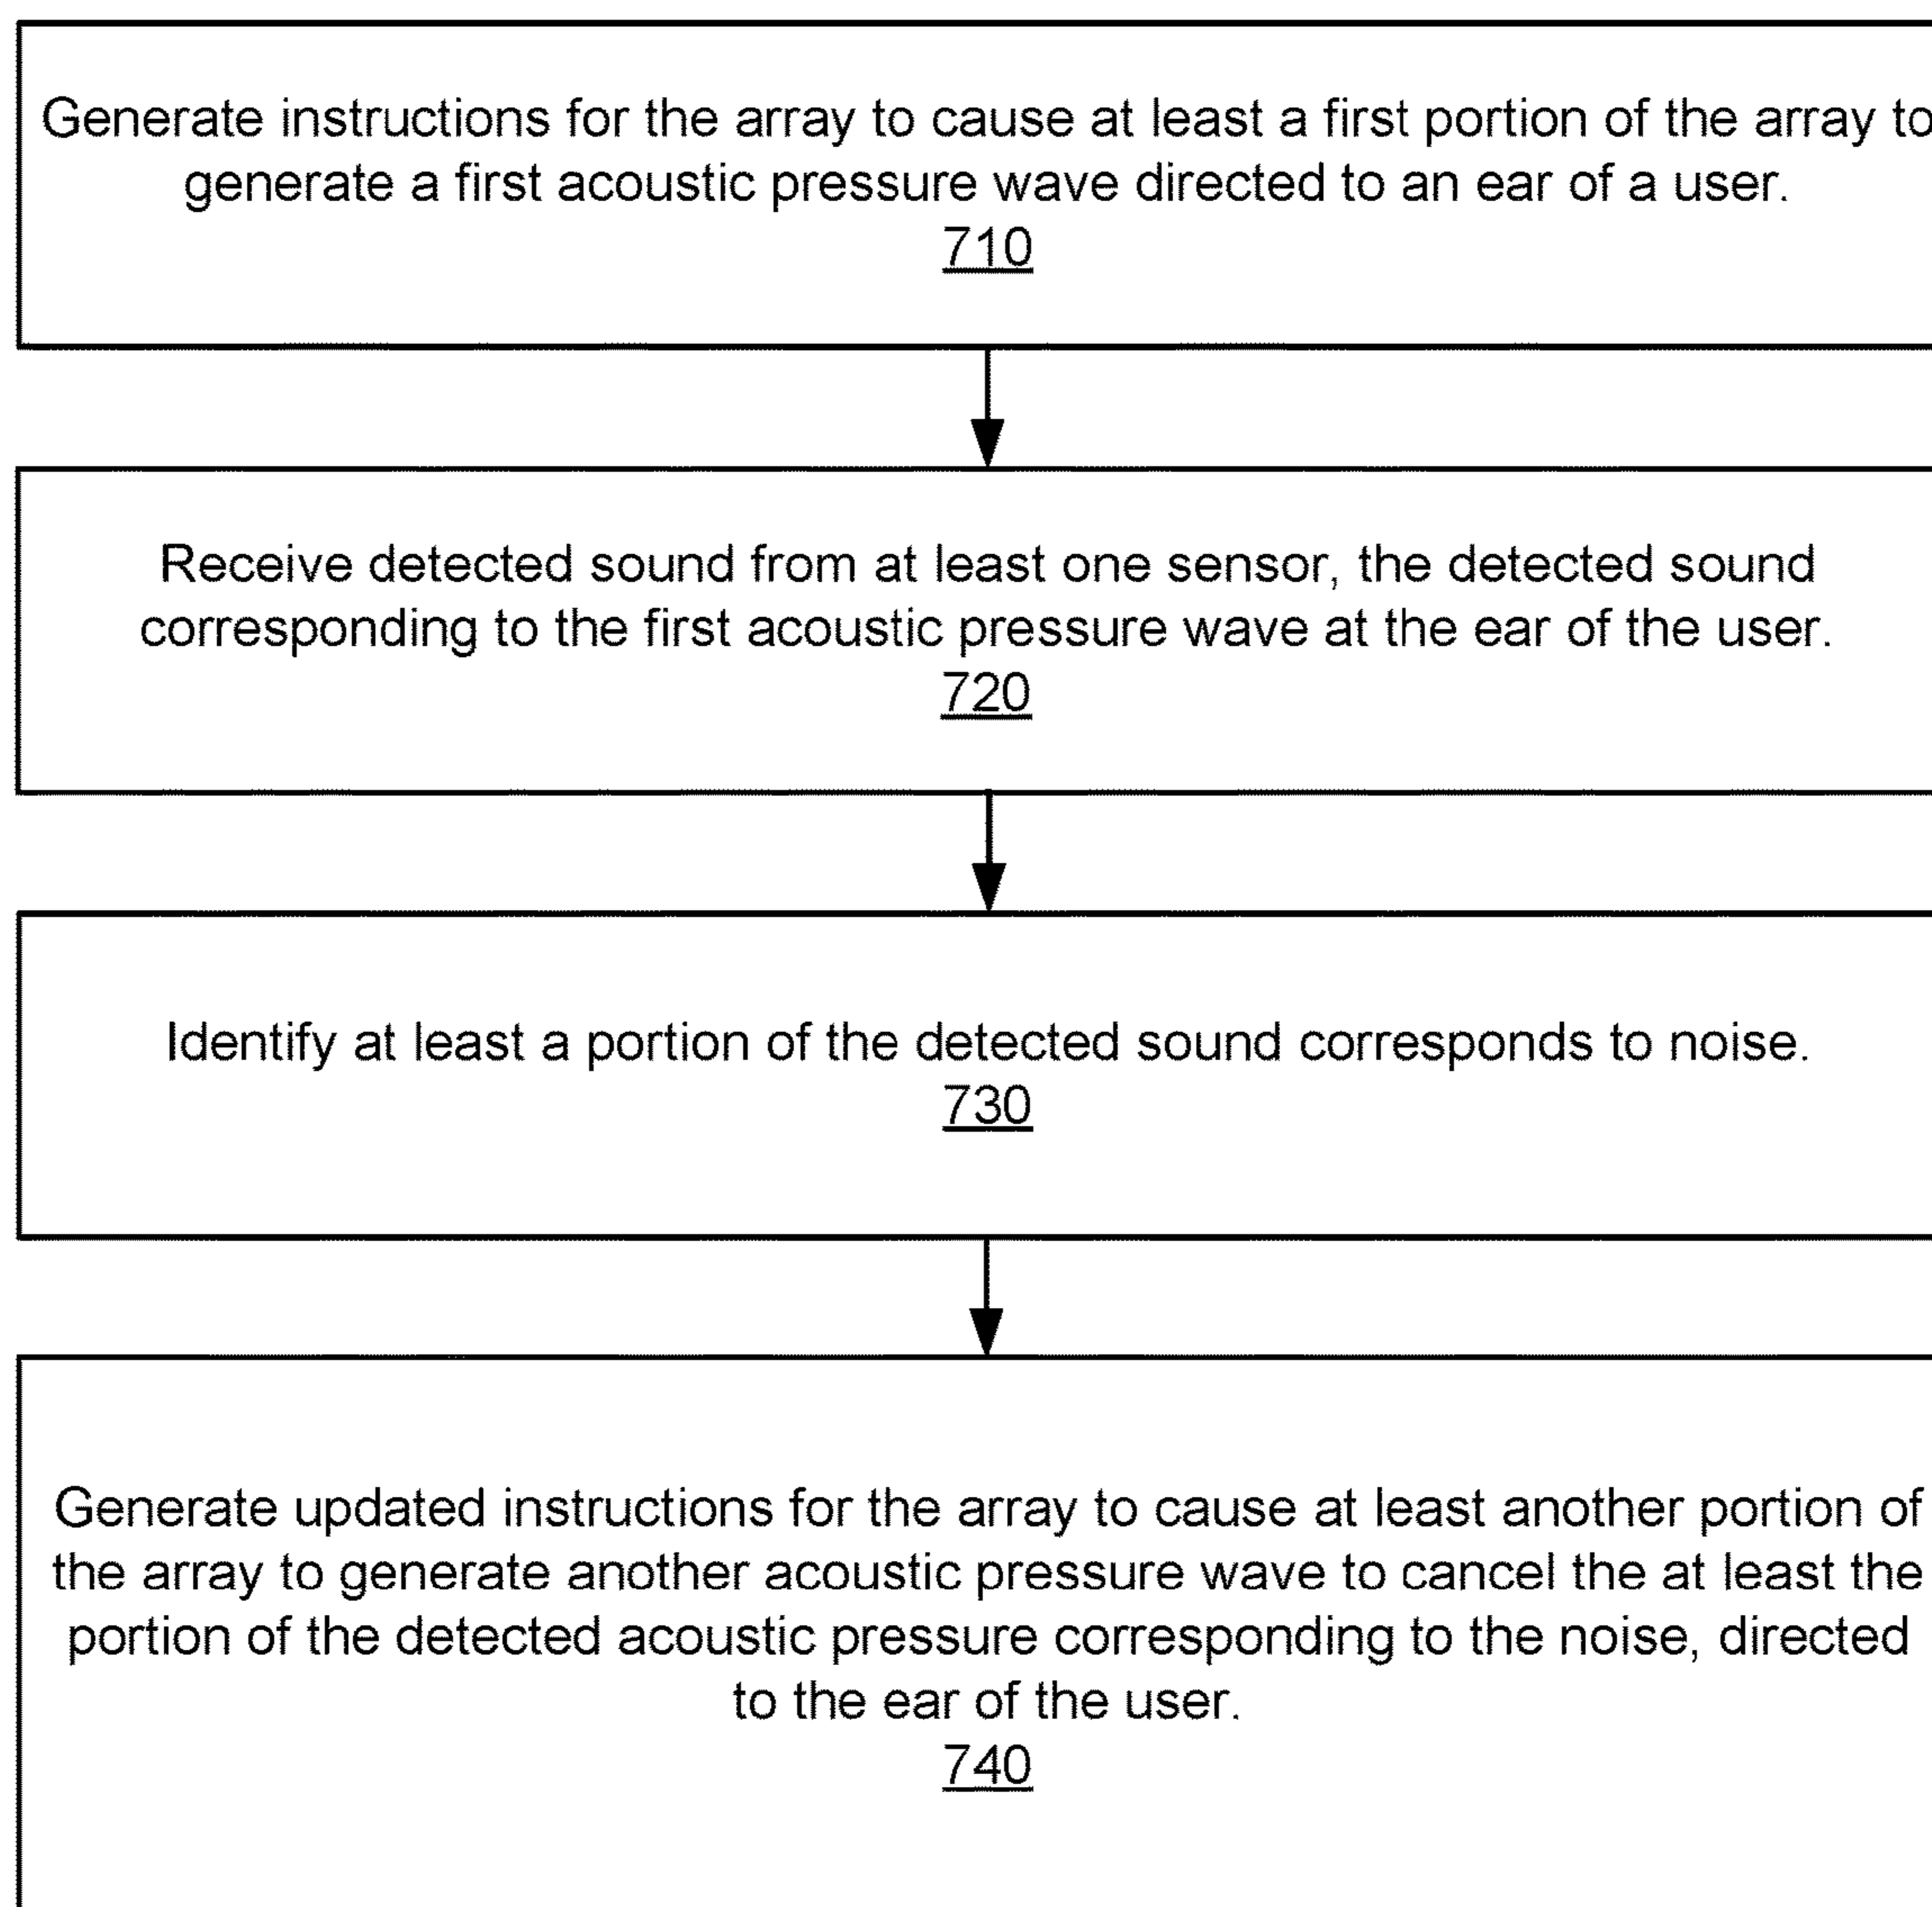 Generate instructions for the array to cause at least a first portion of the array to
generate a first acoustic pressure wave directed to an ear of a user.
710
Receive detected sound from at least one sensor, the detected sound
corresponding to the first acoustic pressure wave at the ear of the user.
720
Identify at least a portion of the detected sound corresponds to noise.
730
Generate updated instructions for the array to cause at least another portion of
the array to generate another acoustic pressure wave to cancel the at least the
portion of the detected acoustic pressure corresponding to the noise, directed
to the ear of the user.
740